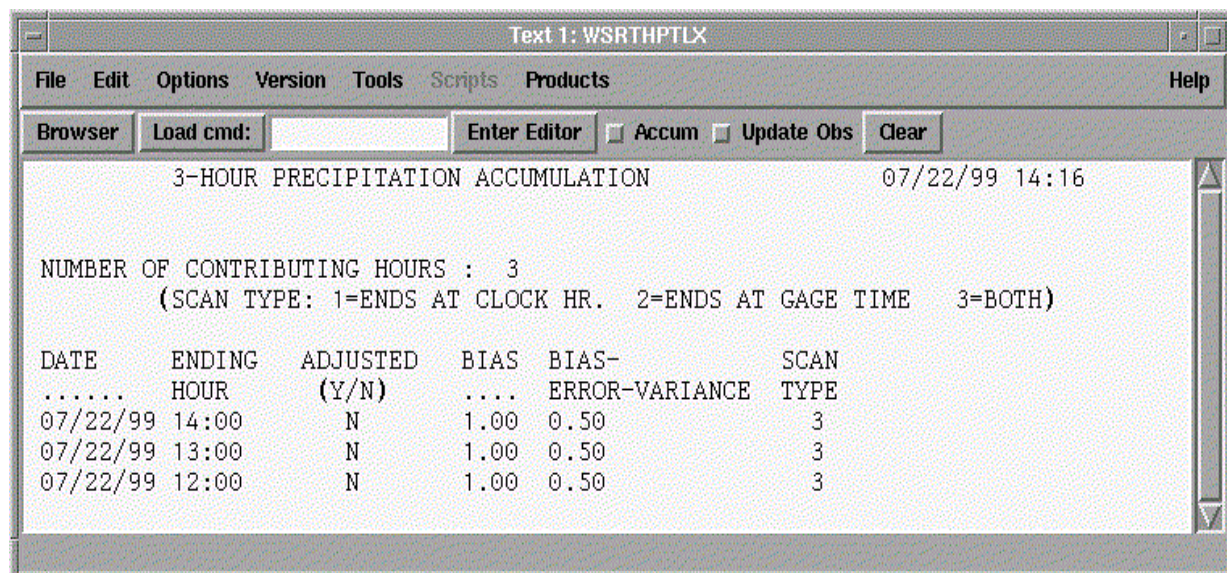 Text 1: WSRTHPTLX
File Edit Options Version Tools Scripts Products Help
Browser Load cmd: Enter Editor Accum Update Obs Clear
3-HOUR PRECIPITATION ACCUMULATION 07/22/99 14:16
NUMBER OF CONTRIBUTING HOURS : 3
(SCAN TYPE: 1=ENDS AT CLOCK HR. 2=ENDS AT GAGE TIME 3=BOTH)
DATE ENDING ADJUSTED BIAS BIAS- SCAN
...... HOUR (Y/N) .... ERROR-VARIANCE TYPE
07/22/99 14:00 N 1.00 0.50 3
07/22/99 13:00 N 1.00 0.50 3
07/22/99 12:00 N 1.00 0.50 3